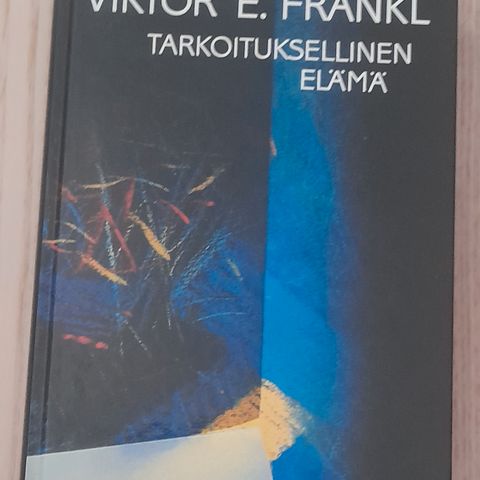 VIKTOR E. FRANKL
TARKOITUKSELLINEN
ELÄMÄ